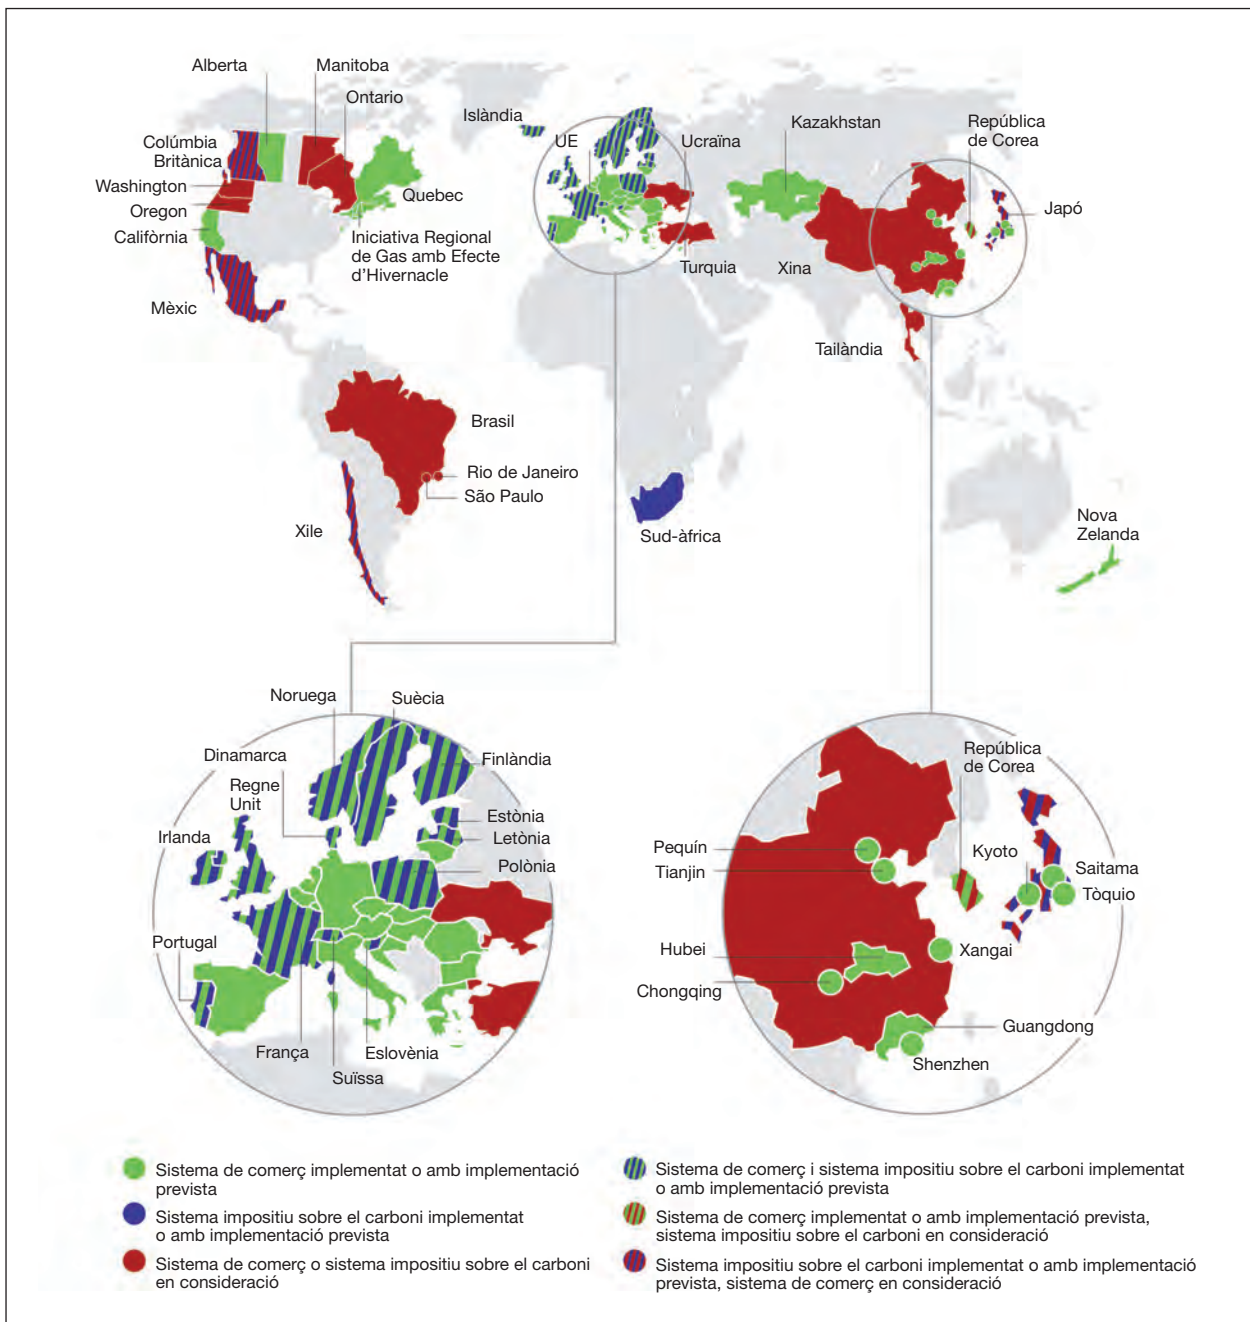 Alberta
Manitoba
Ontario
Colúmbia
Britànica
Washington
Oregon
Califòrnia
Quebec
Iniciativa Regional
de Gas amb Efecte
d'Hivernacle
Mèxic
Islàndia
UE
Ucraïna
Turquia
Kazakhstan
República
de Corea
Japó
Xina
Tailàndia
Brasil
Rio de Janeiro
São Paulo
Xile
Sud-àfrica
Nova
Zelanda
Noruega
Suècia
Dinamarca
Finlàndia
Regne
Unit
Irlanda
Estònia
Letònia
Polònia
Portugal
França
Suïssa
Eslovènia
República
de Corea
Pequín
Tianjin
Kyoto
Saitama
Tòquio
Hubei
Xangai
Chongqing
Guangdong
Shenzhen
Sistema de comerç implementat o amb implementació
prevista
Sistema impositiu sobre el carboni implementat
o amb implementació prevista
Sistema de comerç o sistema impositiu sobre el carboni
en consideració
Sistema de comerç i sistema impositiu sobre el carboni implementat
o amb implementació prevista
Sistema de comerç implementat o amb implementació prevista,
sistema impositiu sobre el carboni en consideració
Sistema impositiu sobre el carboni implementat o amb implementació
prevista, sistema de comerç en consideració